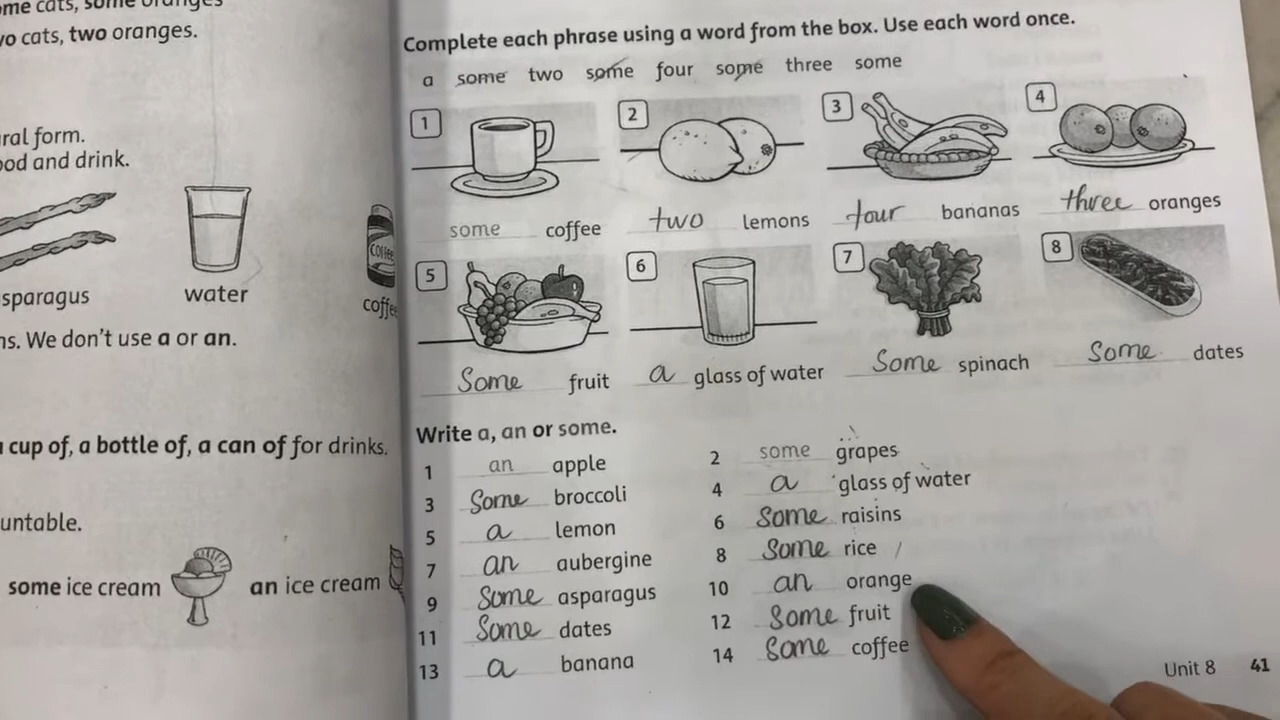 me cats, some oranges
vo cats, two oranges.
ral form.
ood and drink.
sparagus
water
coffee
ns. We don't use a or an.
cup of, a bottle of, a can of for drinks.
untable.
some ice cream
an ice cream
Complete each phrase using a word from the box. Use each word once.
a some two some four some three some
1
2
3
4
some coffee
two lemons
four bananas
three oranges
5
6
7
8
Some fruit
a glass of water
Some spinach
Some dates
Write a, an or some.
1 an apple
2 some grapes
3 Some broccoli
4 a glass of water
5 a lemon
6 Some raisins
7 an aubergine
8 Some rice
9 Some asparagus
10 an orange
11 Some dates
12 Some fruit
13 a banana
14 Some coffee
Unit 8 41